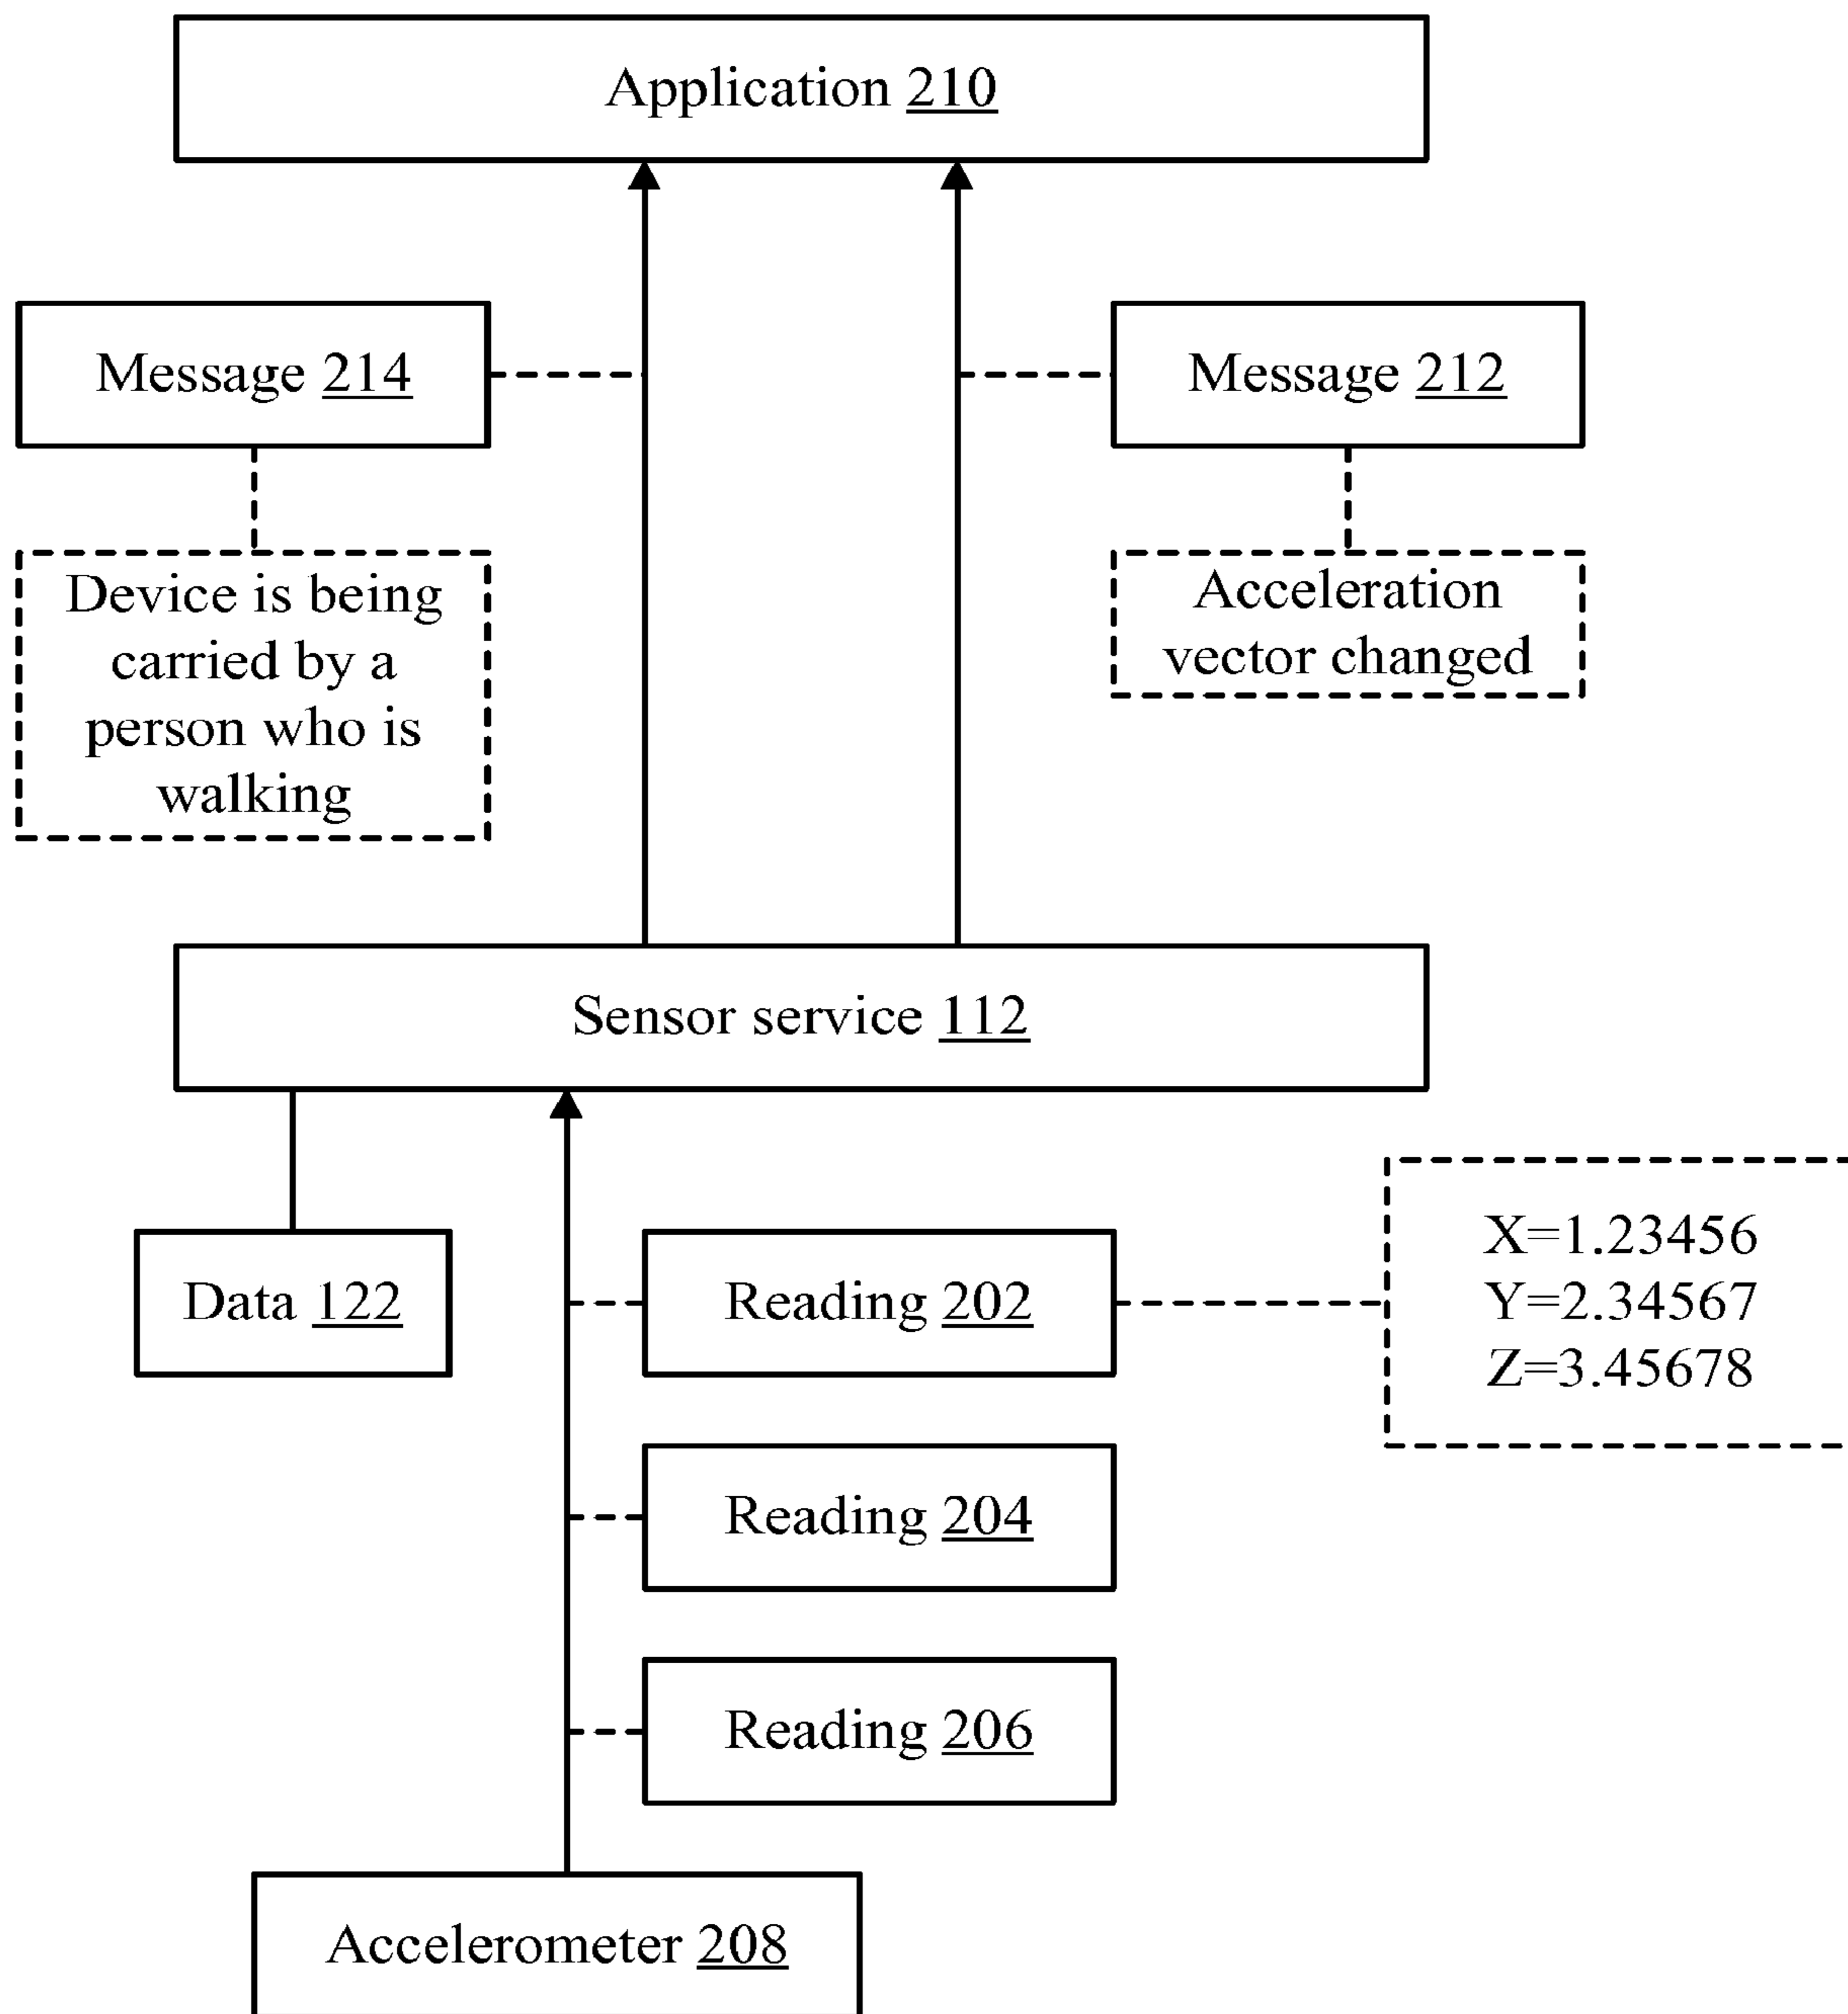 Application 210
Message 214
Message 212
Device is being
carried by a
person who is
walking
Acceleration
vector changed
Sensor service 112
Data 122
Reading 202
X=1.23456
Y=2.34567
Z=3.45678
Reading 204
Reading 206
Accelerometer 208